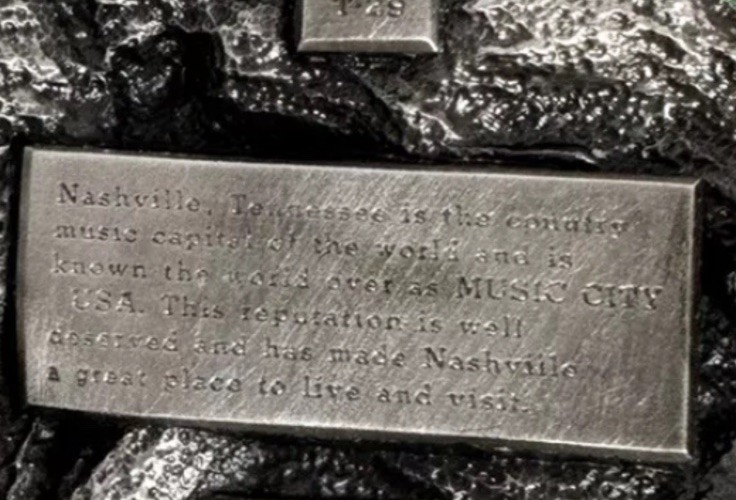 T-29
Nashville, Tennessee is the country
music capital of the world and is
known the world over as MUSIC CITY
USA. This reputation is well
deserved and has made Nashville
a great place to live and visit.